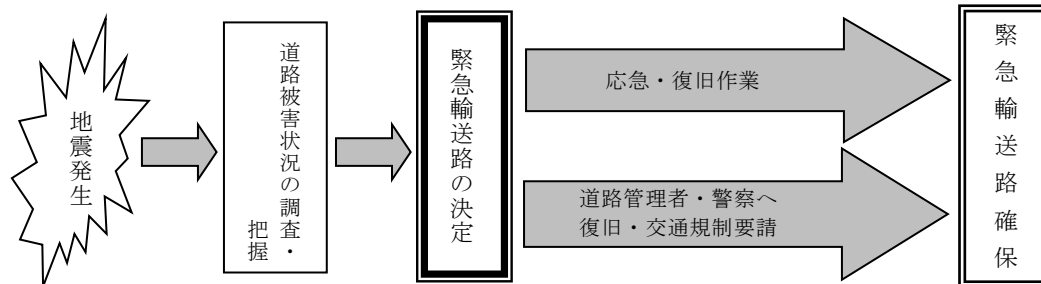 地震発生
道路被害状況の調査・
把握
緊急輸送路の決定
応急・復旧作業
道路管理者・警察へ
復旧・交通規制要請
緊急輸送路確保